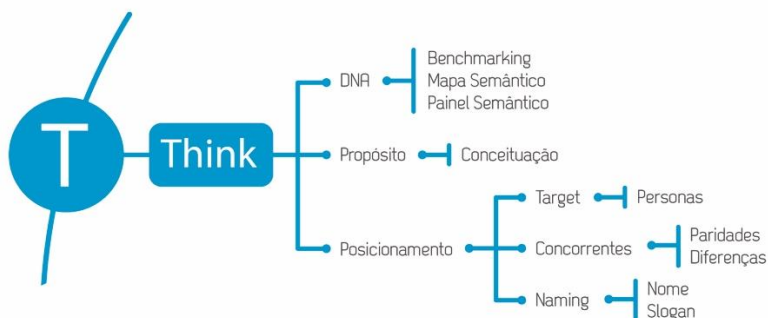 T
Think
DNA
Benchmarking
Mapa Semântico
Painel Semântico
Propósito
Conceituação
Posicionamento
Target
Personas
Concorrentes
Paridades
Diferenças
Naming
Nome
Slogan